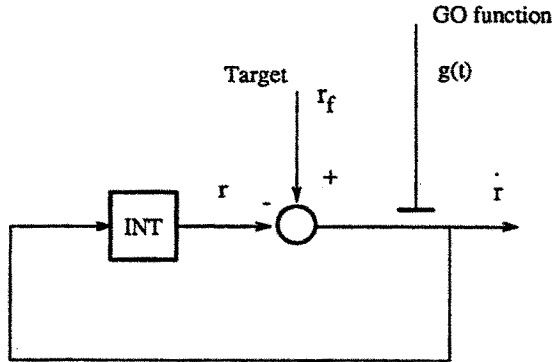 GO function
g(t)
Target
r_f
+
r
-
ṙ
INT